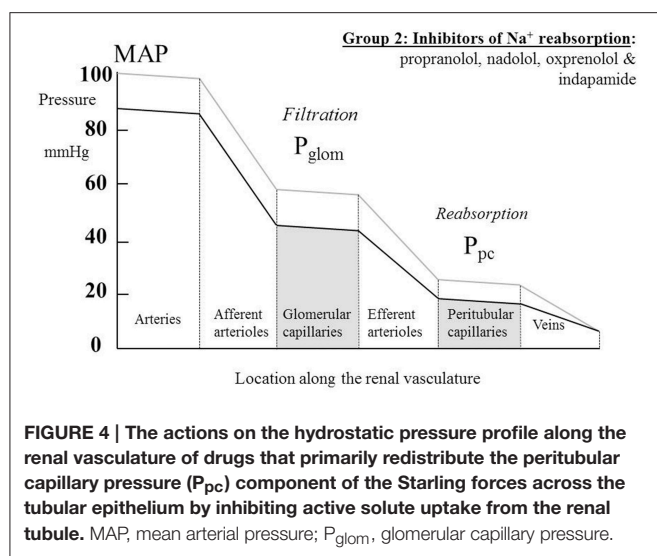 MAP
Group 2: Inhibitors of Na⁺ reabsorption:
propranolol, nadolol, oxprenolol &
indapamide
100
Pressure
80
mmHg
60
40
20
0
Filtration
P_glom
Reabsorption
P_pc
Arteries
Afferent
arterioles
Glomerular
capillaries
Efferent
arterioles
Peritubular
capillaries
Veins
Location along the renal vasculature
FIGURE 4 | The actions on the hydrostatic pressure profile along the
renal vasculature of drugs that primarily redistribute the peritubular
capillary pressure (P_pc) component of the Starling forces across the
tubular epithelium by inhibiting active solute uptake from the renal
tubule. MAP, mean arterial pressure; P_glom, glomerular capillary pressure.